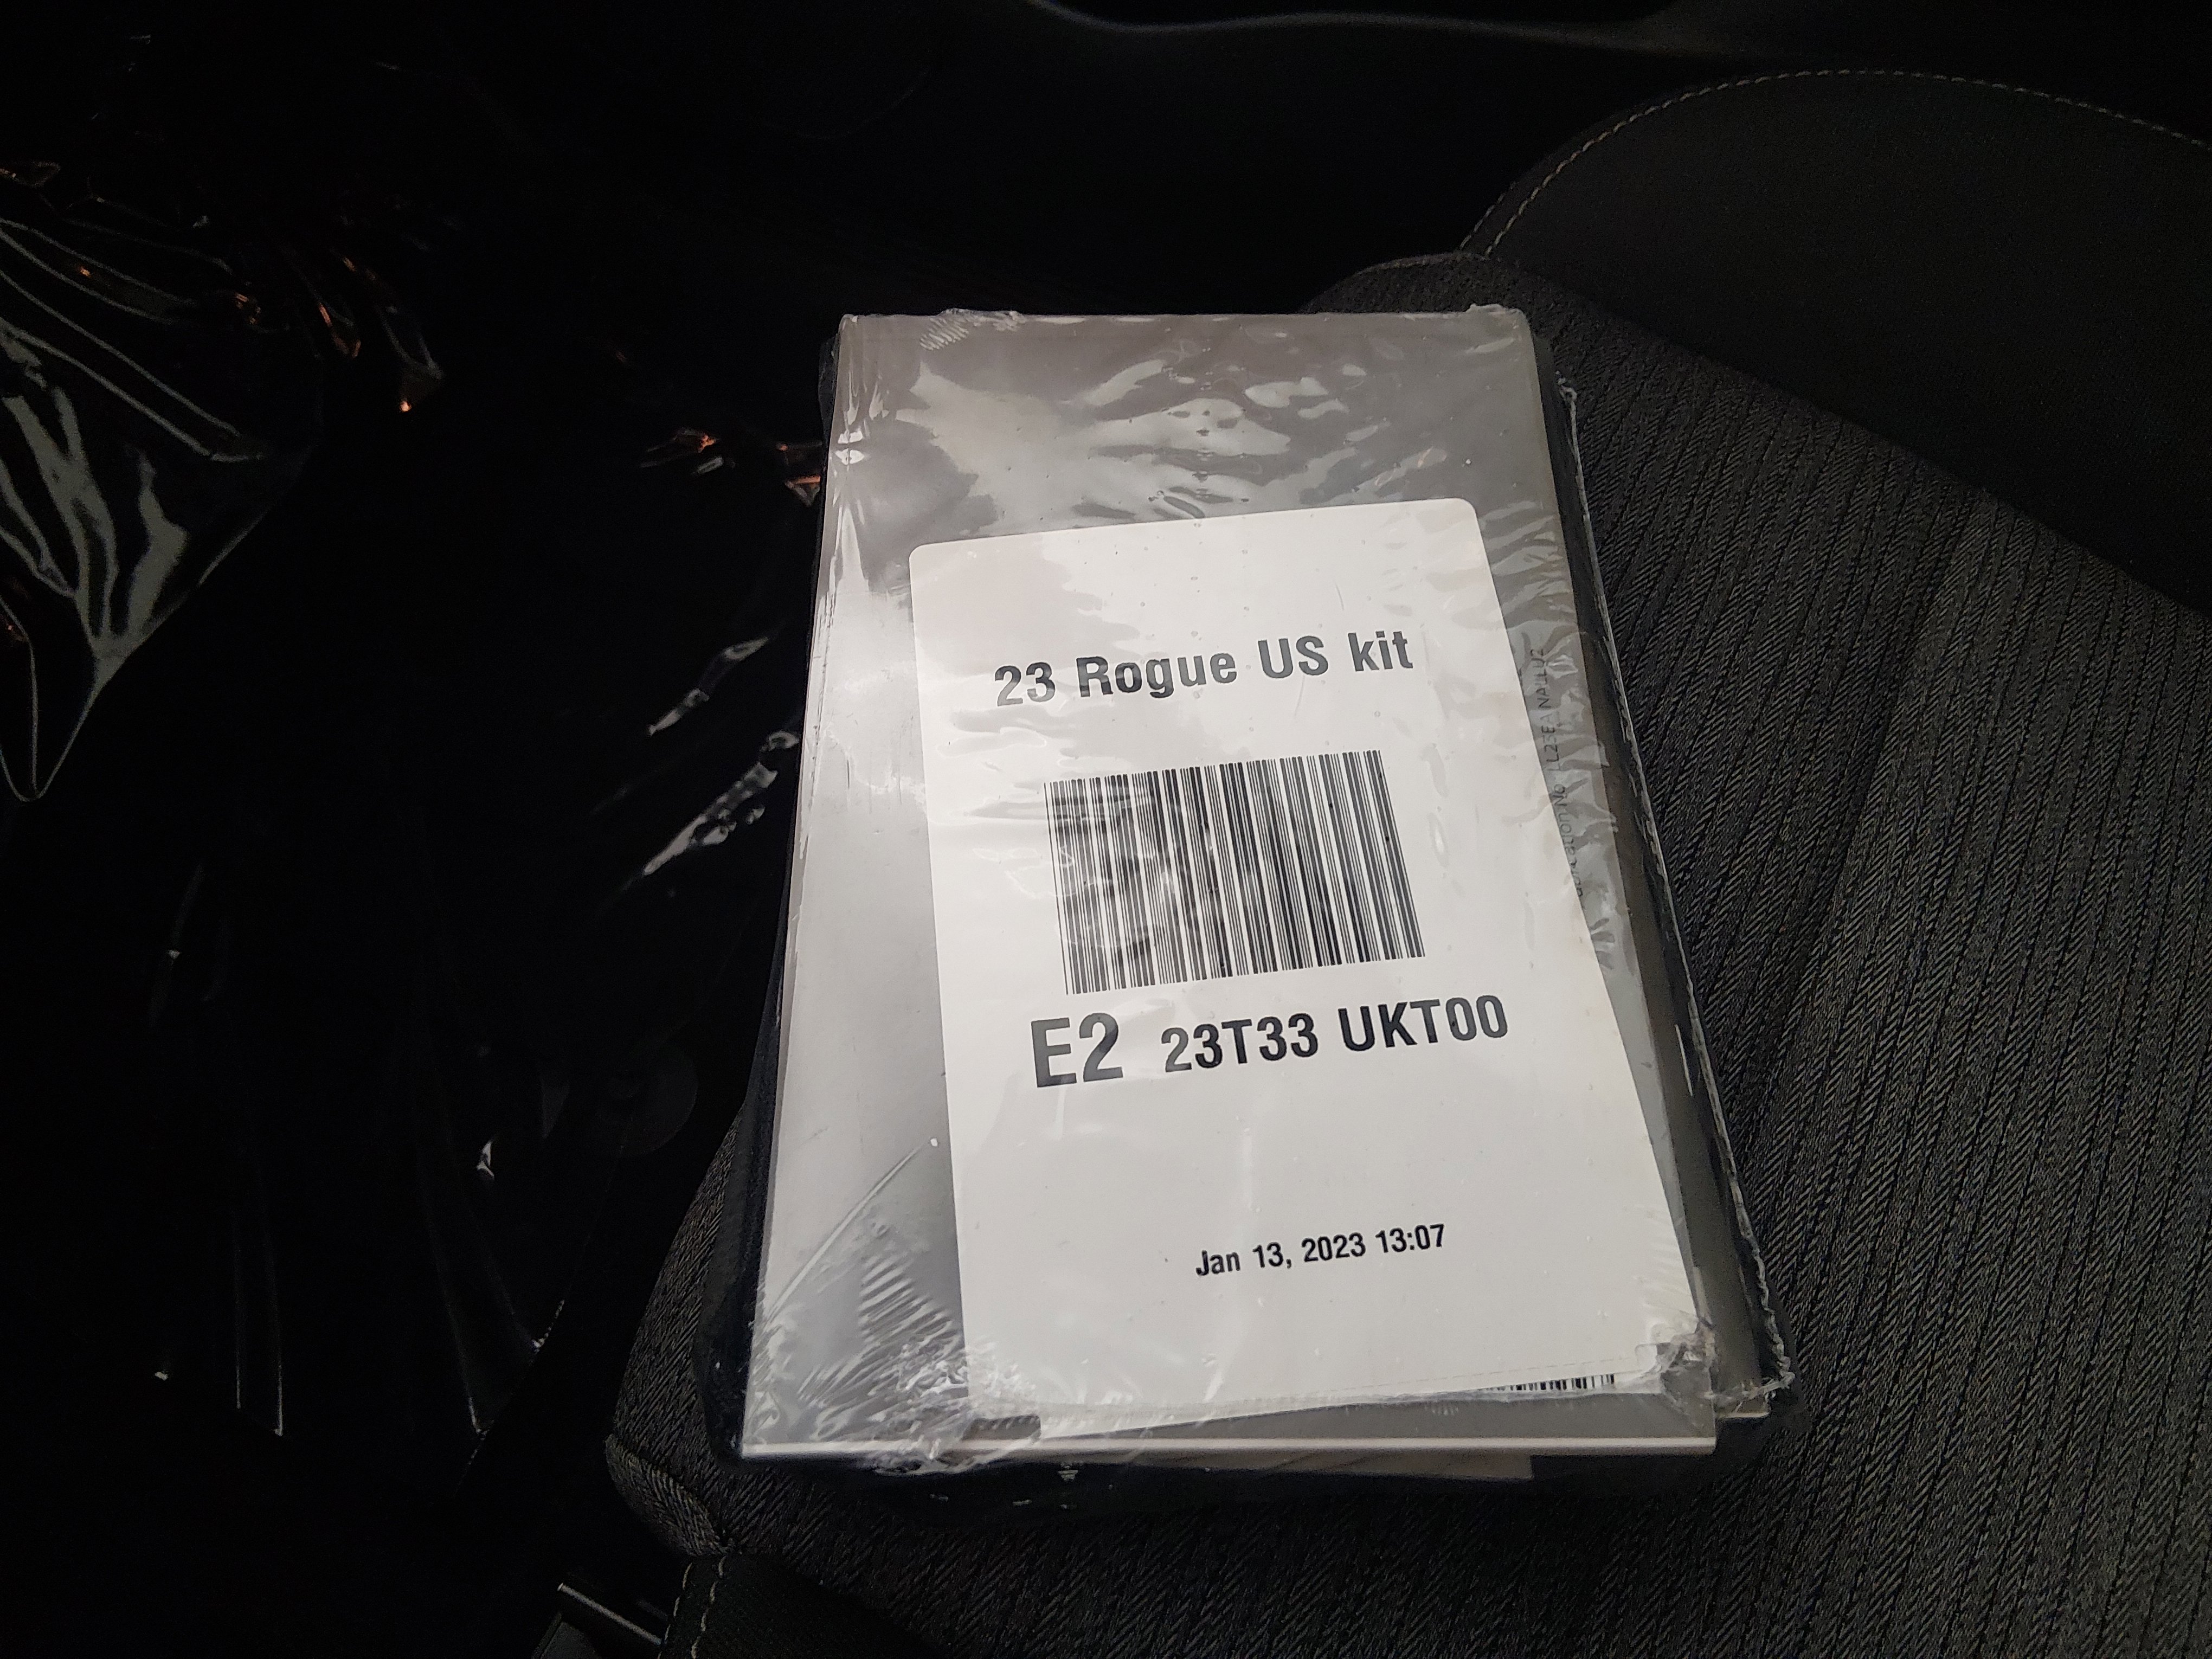 23 Rogue US kit
E2 23T33 UKT00
Jan 13, 2023 13:07